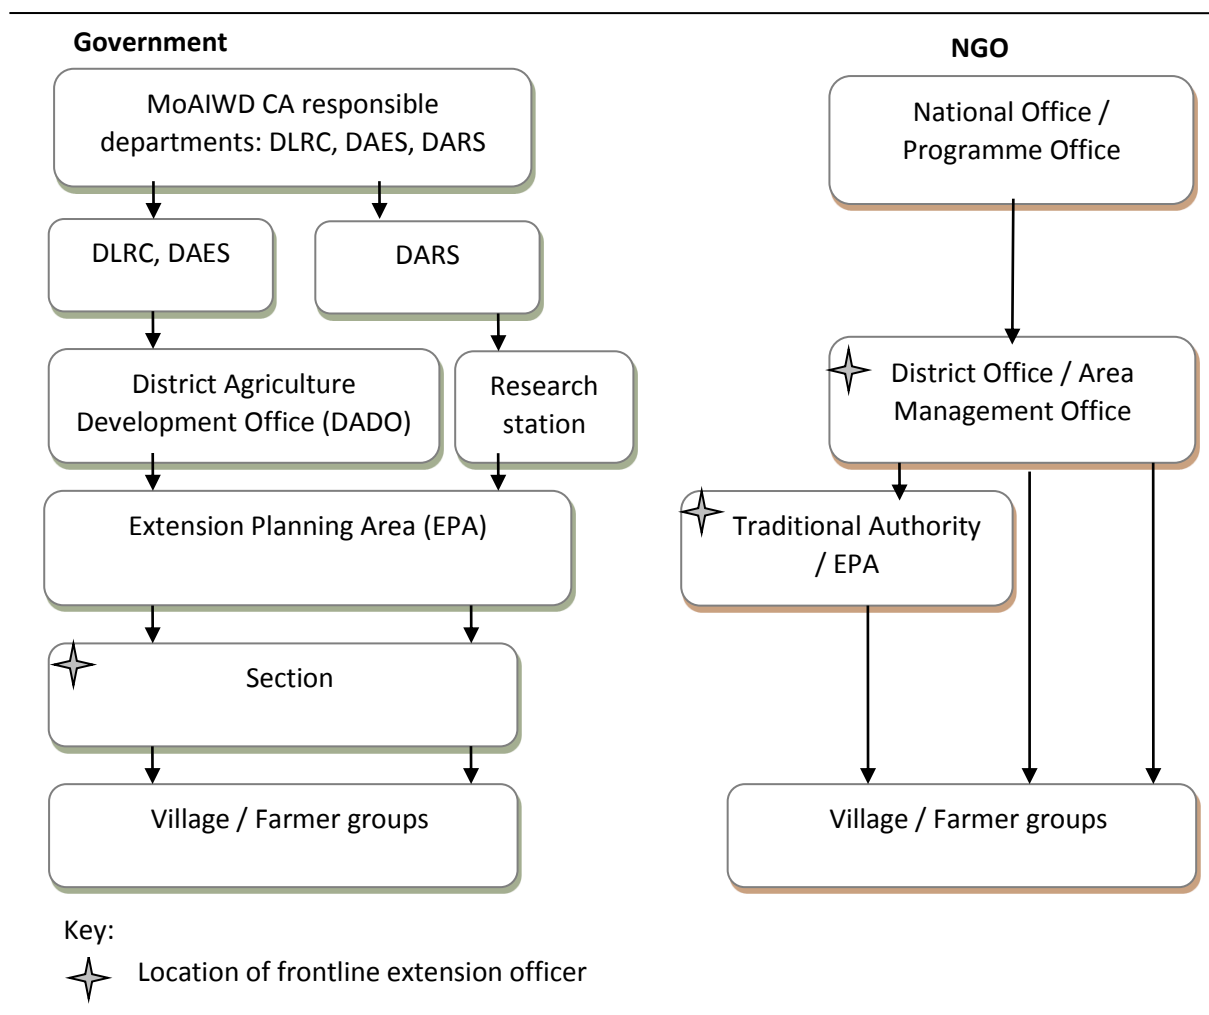 Government
MoAIWD CA responsible
departments: DLRC, DAES, DARS
DLRC, DAES
DARS
District Agriculture
Development Office (DADO)
Research
station
Extension Planning Area (EPA)
Section
Village / Farmer groups
NGO
National Office /
Programme Office
District Office / Area
Management Office
Traditional Authority
/ EPA
Village / Farmer groups
Key:
Location of frontline extension officer